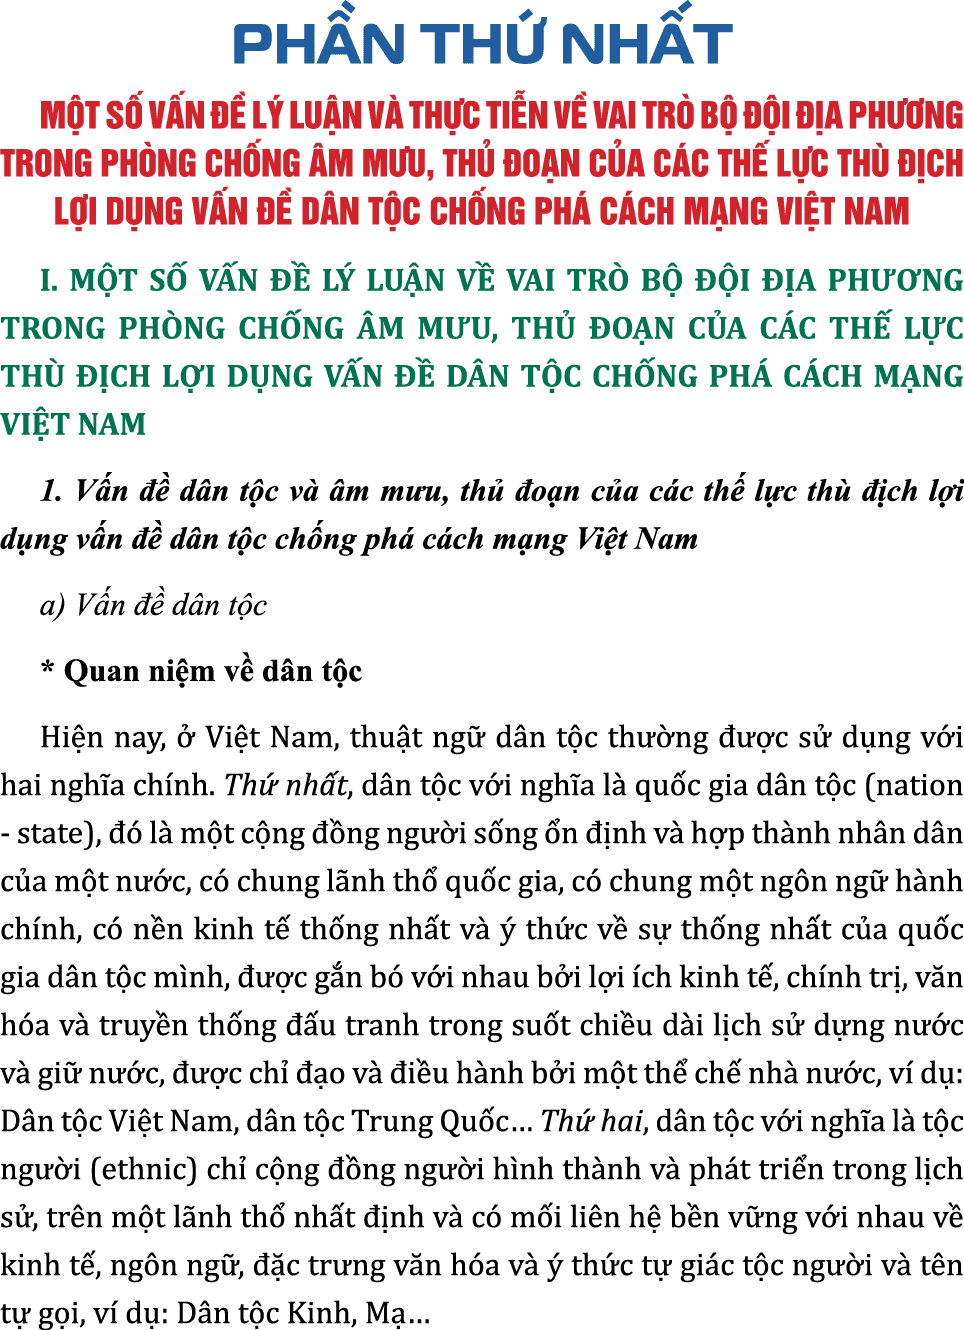 PHẦN THỨ NHẤT
MỘT SỐ VẤN ĐỀ LÝ LUẬN VÀ THỰC TIỄN VỀ VAI TRÒ BỘ ĐỘI ĐỊA PHƯƠNG
TRONG PHÒNG CHỐNG ÂM MƯU, THỦ ĐOẠN CỦA CÁC THẾ LỰC THÙ ĐỊCH
LỢI DỤNG VẤN ĐỀ DÂN TỘC CHỐNG PHÁ CÁCH MẠNG VIỆT NAM
I. MỘT SỐ VẤN ĐỀ LÝ LUẬN VỀ VAI TRÒ BỘ ĐỘI ĐỊA PHƯƠNG
TRONG PHÒNG CHỐNG ÂM MƯU, THỦ ĐOẠN CỦA CÁC THẾ LỰC
THÙ ĐỊCH LỢI DỤNG VẤN ĐỀ DÂN TỘC CHỐNG PHÁ CÁCH MẠNG
VIỆT NAM
1. Vấn đề dân tộc và âm mưu, thủ đoạn của các thế lực thù địch lợi
dụng vấn đề dân tộc chống phá cách mạng Việt Nam
a) Vấn đề dân tộc
* Quan niệm về dân tộc
Hiện nay, ở Việt Nam, thuật ngữ dân tộc thường được sử dụng với
hai nghĩa chính. Thứ nhất, dân tộc với nghĩa là quốc gia dân tộc (nation
- state), đó là một cộng đồng người sống ổn định và hợp thành nhân dân
của một nước, có chung lãnh thổ quốc gia, có chung một ngôn ngữ hành
chính, có nền kinh tế thống nhất và ý thức về sự thống nhất của quốc
gia dân tộc mình, được gắn bó với nhau bởi lợi ích kinh tế, chính trị, văn
hóa và truyền thống đấu tranh trong suốt chiều dài lịch sử dựng nước
và giữ nước, được chỉ đạo và điều hành bởi một thể chế nhà nước, ví dụ:
Dân tộc Việt Nam, dân tộc Trung Quốc... Thứ hai, dân tộc với nghĩa là tộc
người (ethnic) chỉ cộng đồng người hình thành và phát triển trong lịch
sử, trên một lãnh thổ nhất định và có mối liên hệ bền vững với nhau về
kinh tế, ngôn ngữ, đặc trưng văn hóa và ý thức tự giác tộc người và tên
tự gọi, ví dụ: Dân tộc Kinh, Mạ...